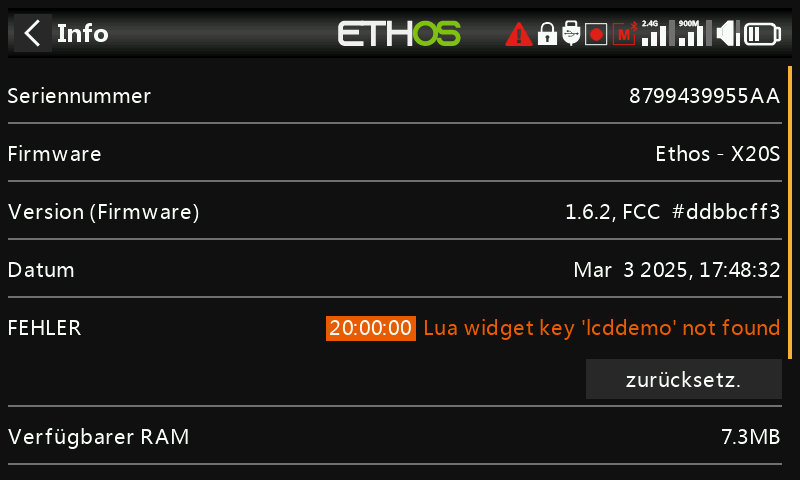 Info
ETHOS
2.4G
900M
M
Seriennummer 8799439955AA
Firmware Ethos - X20S
Version (Firmware) 1.6.2, FCC #ddbbcff3
Datum Mar 3 2025, 17:48:32
FEHLER 20:00:00 Lua widget key 'lcddemo' not found
zurücksetz.
Verfügbarer RAM 7.3MB